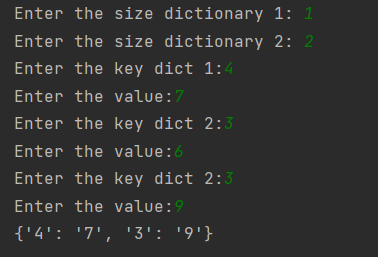 Enter the size dictionary 1: 1
Enter the size dictionary 2: 2
Enter the key dict 1:4
Enter the value:7
Enter the key dict 2:3
Enter the value:6
Enter the key dict 2:3
Enter the value:9
{'4': '7', '3': '9'}